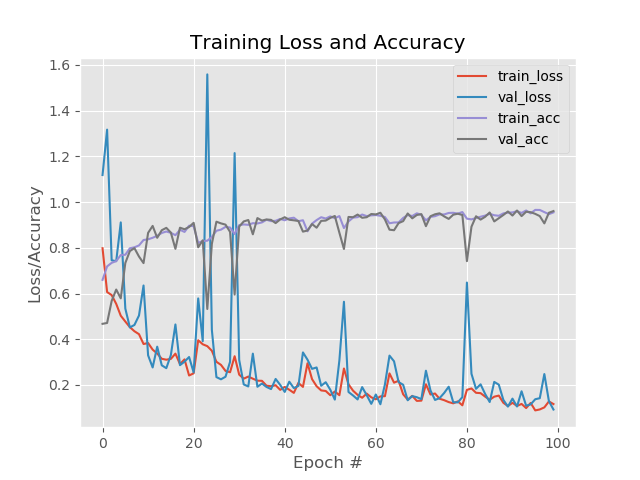 Training Loss and Accuracy
1.6
1.4
1.2
1.0
0.8
0.6
0.4
0.2
Loss/Accuracy
train_loss
val_loss
train_acc
val_acc
0 20 40 60 80 100
Epoch #